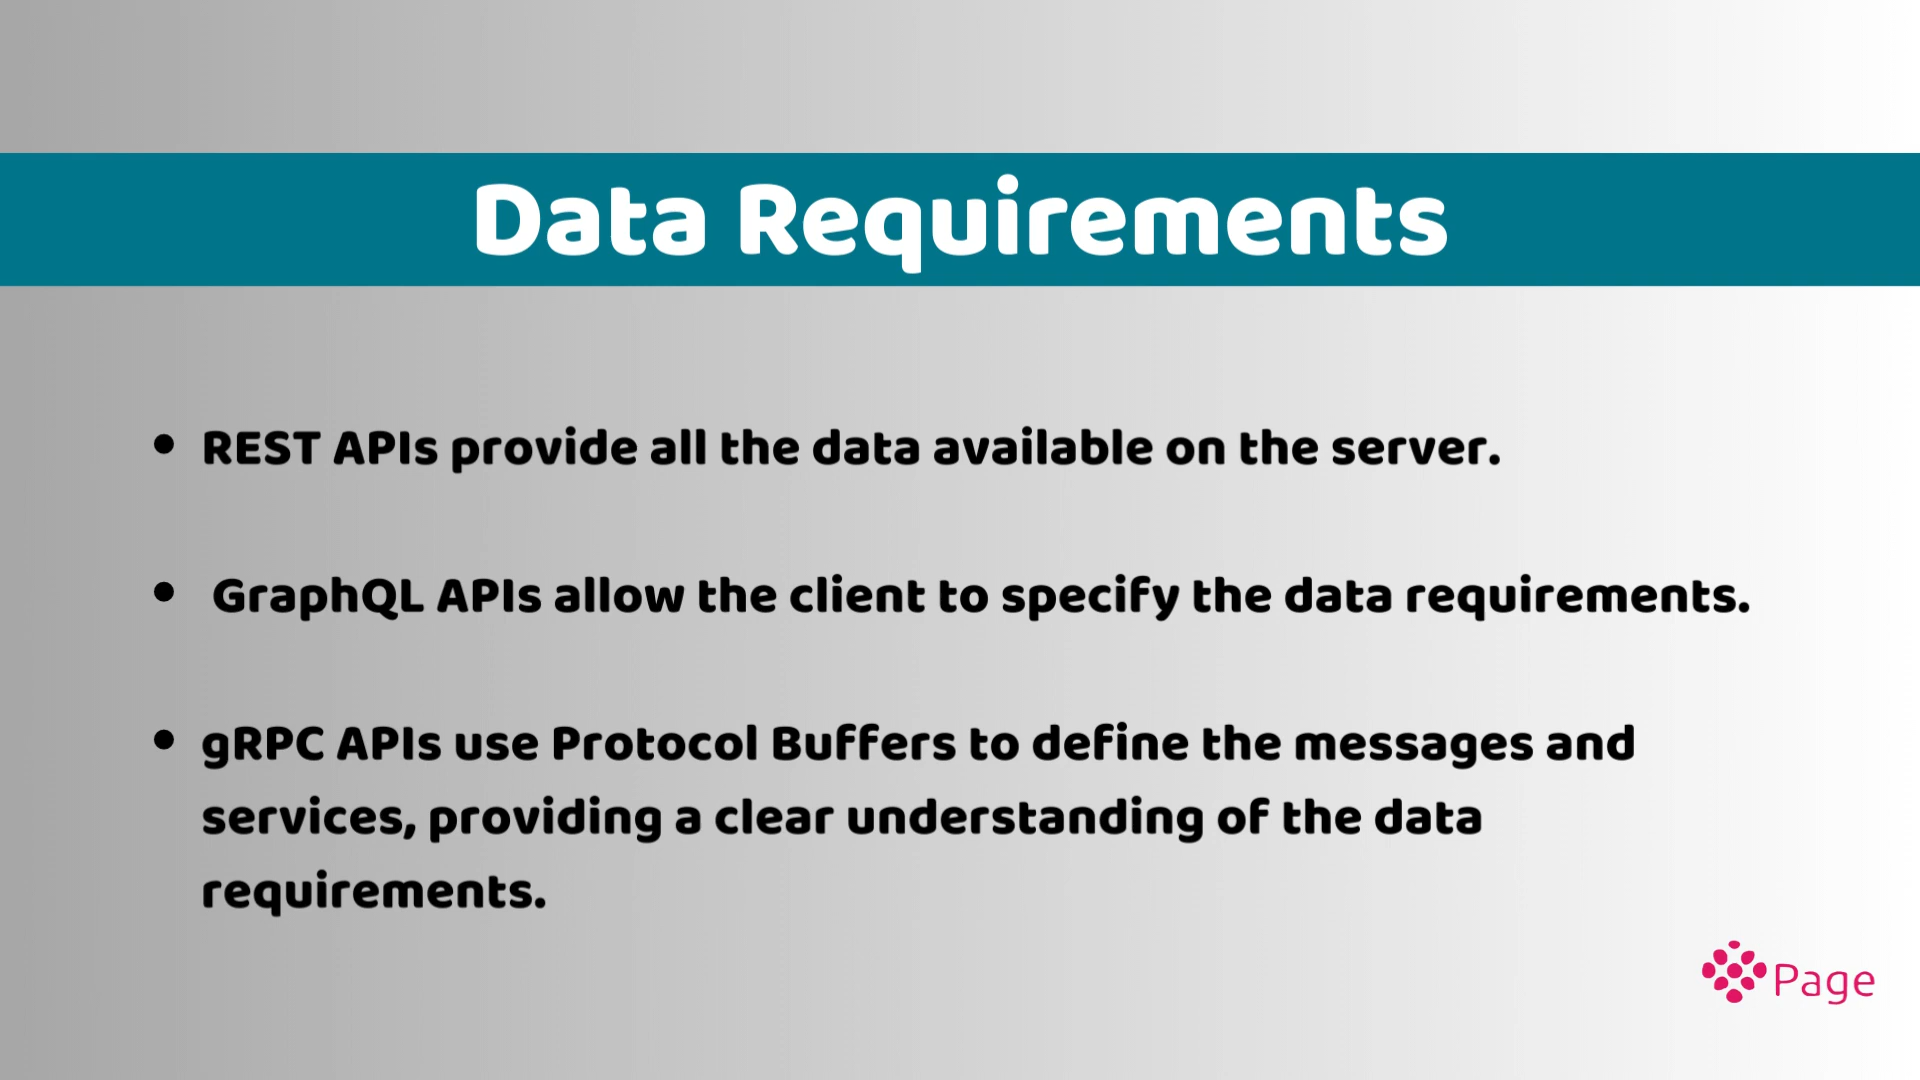 Data Requirements
• REST APIs provide all the data available on the server.
• GraphQL APIs allow the client to specify the data requirements.
• gRPC APIs use Protocol Buffers to define the messages and
services, providing a clear understanding of the data
requirements.
Page